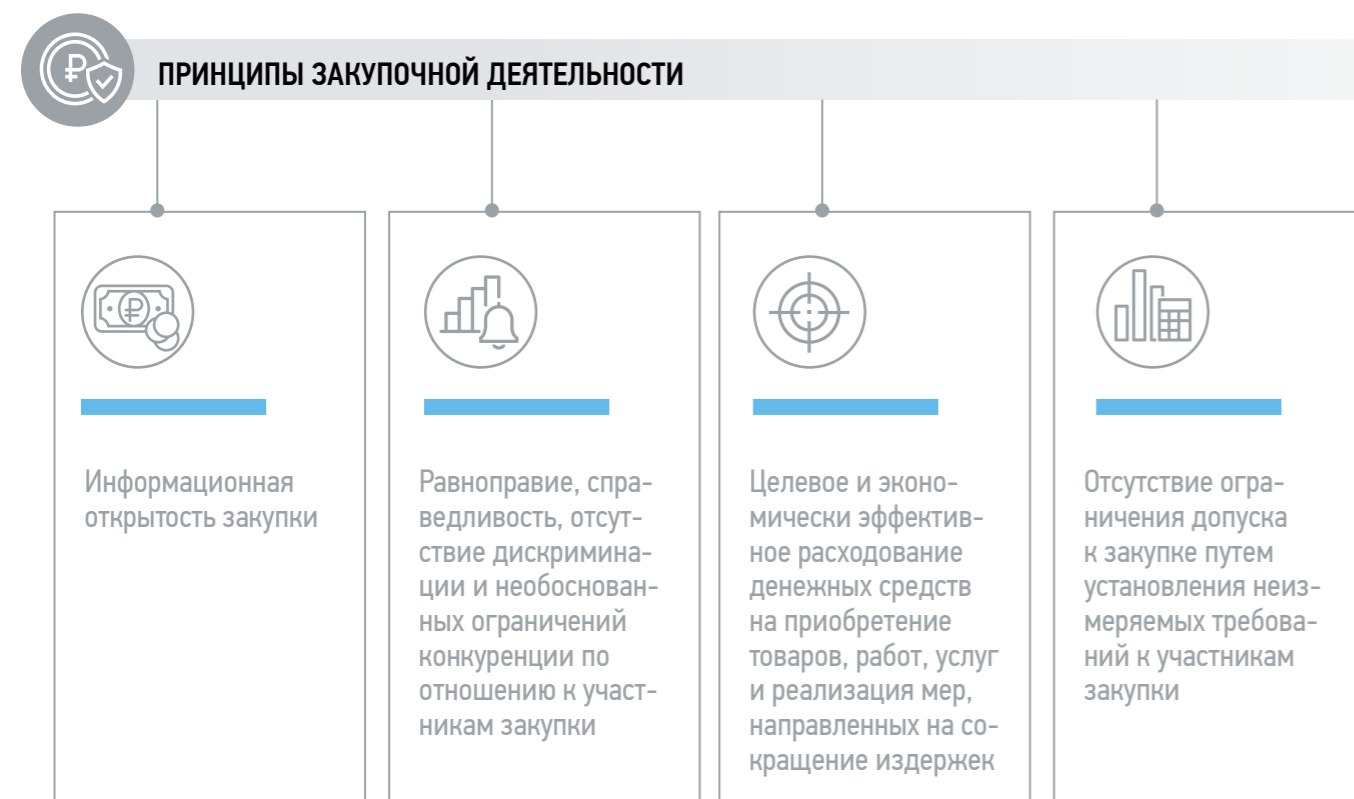 ПРИНЦИПЫ ЗАКУПОЧНОЙ ДЕЯТЕЛЬНОСТИ
Информационная
открытость закупки
Равноправие, спра-
ведливость, отсут-
ствие дискримина-
ции и необоснован-
ных ограничений
конкуренции по
отношению к участ-
никам закупки
Целевое и эконо-
мически эффектив-
ное расходование
денежных средств
на приобретение
товаров, работ, услуг
и реализация мер,
направленных на со-
кращение издержек
Отсутствие огра-
ничения допуска
к закупке путем
установления неиз-
меряемых требова-
ний к участникам
закупки